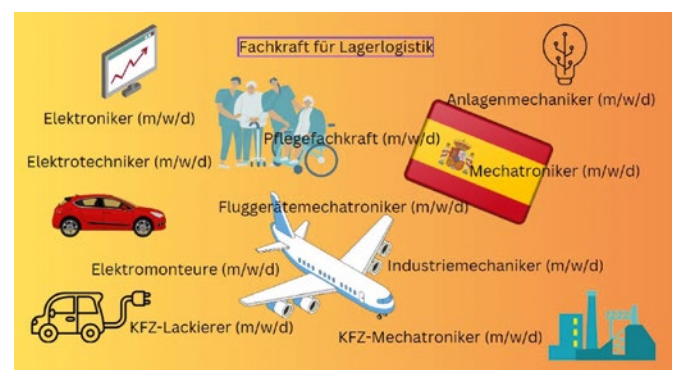 Fachkraft für Lagerlogistik
Anlagenmechaniker (m/w/d)
Elektroniker (m/w/d)
Pflegefachkraft (m/w/d)
Elektrotechniker (m/w/d)
Mechatroniker (m/w/d)
Fluggerätemechatroniker (m/w/d)
Elektromonteure (m/w/d)
Industriemechaniker (m/w/d)
KFZ-Lackierer (m/w/d)
KFZ-Mechatroniker (m/w/d)